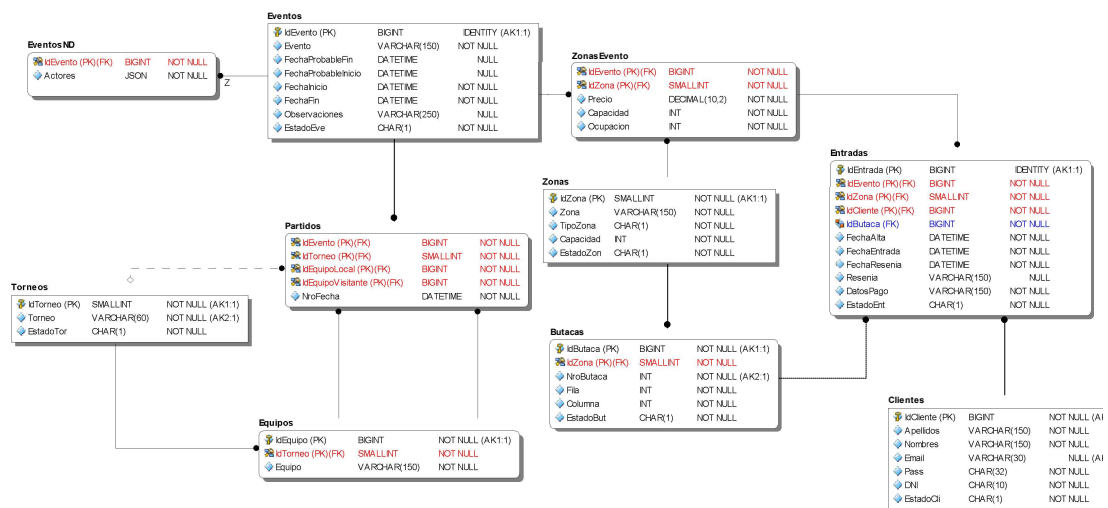 Eventos
IdEvento (PK) BIGINT IDENTITY (AK1:1)
Evento VARCHAR(150) NOT NULL
FechaProbableFin DATETIME NULL
FechaProbableInicio DATETIME NULL
FechaInicio DATETIME NOT NULL
FechaFin DATETIME NOT NULL
Observaciones VARCHAR(250) NULL
EstadoEve CHAR(1) NOT NULL
EventosND
IdEvento (PK)(FK) BIGINT NOT NULL
Actores JSON NOT NULL
Z
ZonasEvento
IdEvento (PK)(FK) BIGINT NOT NULL
IdZona (PK)(FK) SMALLINT NOT NULL
Precio DECIMAL(10,2) NOT NULL
Capacidad INT NOT NULL
Ocupacion INT NOT NULL
Entradas
IdEntrada (PK) BIGINT IDENTITY (AK1:1)
IdEvento (PK)(FK) BIGINT NOT NULL
IdZona (PK)(FK) SMALLINT NOT NULL
IdCliente (PK)(FK) BIGINT NOT NULL
IdButaca (FK) BIGINT NOT NULL
FechaAlta DATETIME NOT NULL
FechaEntrada DATETIME NOT NULL
FechaResenia DATETIME NOT NULL
Resenia VARCHAR(150) NULL
DatosPago VARCHAR(150) NOT NULL
EstadoEnt CHAR(1) NOT NULL
Zonas
IdZona (PK) SMALLINT NOT NULL (AK1:1)
Zona VARCHAR(150) NOT NULL
TipoZona CHAR(1) NOT NULL
Capacidad INT NOT NULL
EstadoZon CHAR(1) NOT NULL
Partidos
IdEvento (PK)(FK) BIGINT NOT NULL
IdTorneo (PK)(FK) SMALLINT NOT NULL
IdEquipoLocal (PK)(FK) BIGINT NOT NULL
IdEquipoVisitante (PK)(FK) BIGINT NOT NULL
NroFecha DATETIME NOT NULL
Torneos
IdTorneo (PK) SMALLINT NOT NULL (AK1:1)
Torneo VARCHAR(60) NOT NULL (AK2:1)
EstadoTor CHAR(1) NOT NULL
Butacas
IdButaca (PK) BIGINT NOT NULL (AK1:1)
IdZona (PK)(FK) SMALLINT NOT NULL
NroButaca INT NOT NULL (AK2:1)
Fila INT NOT NULL
Columna INT NOT NULL
EstadoBut CHAR(1) NOT NULL
Equipos
IdEquipo (PK) BIGINT NOT NULL (AK1:1)
IdTorneo (PK)(FK) SMALLINT NOT NULL
Equipo VARCHAR(150) NOT NULL
Clientes
IdCliente (PK) BIGINT NOT NULL
Apellidos VARCHAR(150) NOT NULL
Nombres VARCHAR(150) NOT NULL
Email VARCHAR(30) NULL
Pass CHAR(32) NOT NULL
DNI CHAR(10) NOT NULL
EstadoCli CHAR(1) NOT NULL